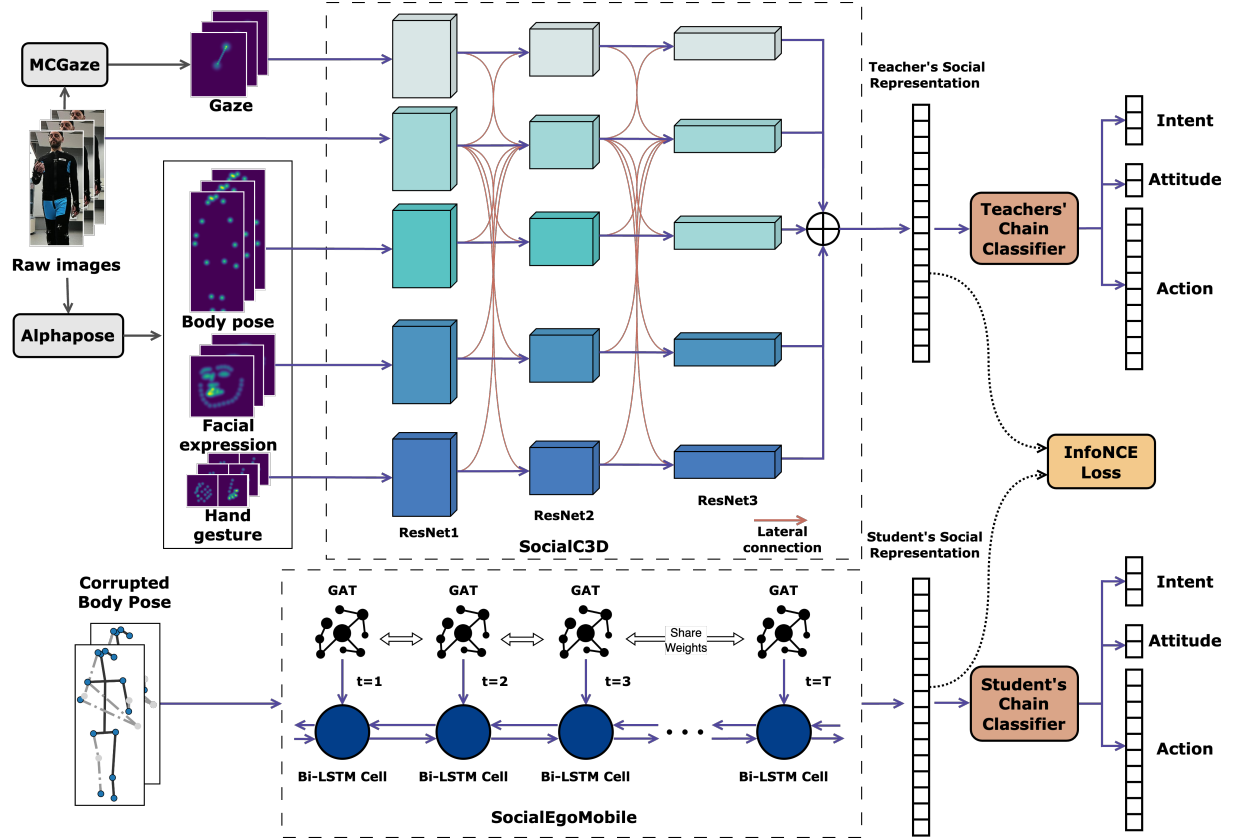 MCGaze
Gaze
Raw images
Alphapose
Body pose
Facial
expression
Hand
gesture
ResNet1
ResNet2
ResNet3
Lateral
connection
SocialC3D
Teacher's Social
Representation
Teachers'
Chain
Classifier
Intent
Attitude
Action
InfoNCE
Loss
Corrupted
Body Pose
GAT
GAT
GAT
GAT
Share
Weights
t=1
t=2
t=3
t=T
Bi-LSTM Cell
Bi-LSTM Cell
Bi-LSTM Cell
Bi-LSTM Cell
SocialEgoMobile
Student's Social
Representation
Student's
Chain
Classifier
Intent
Attitude
Action